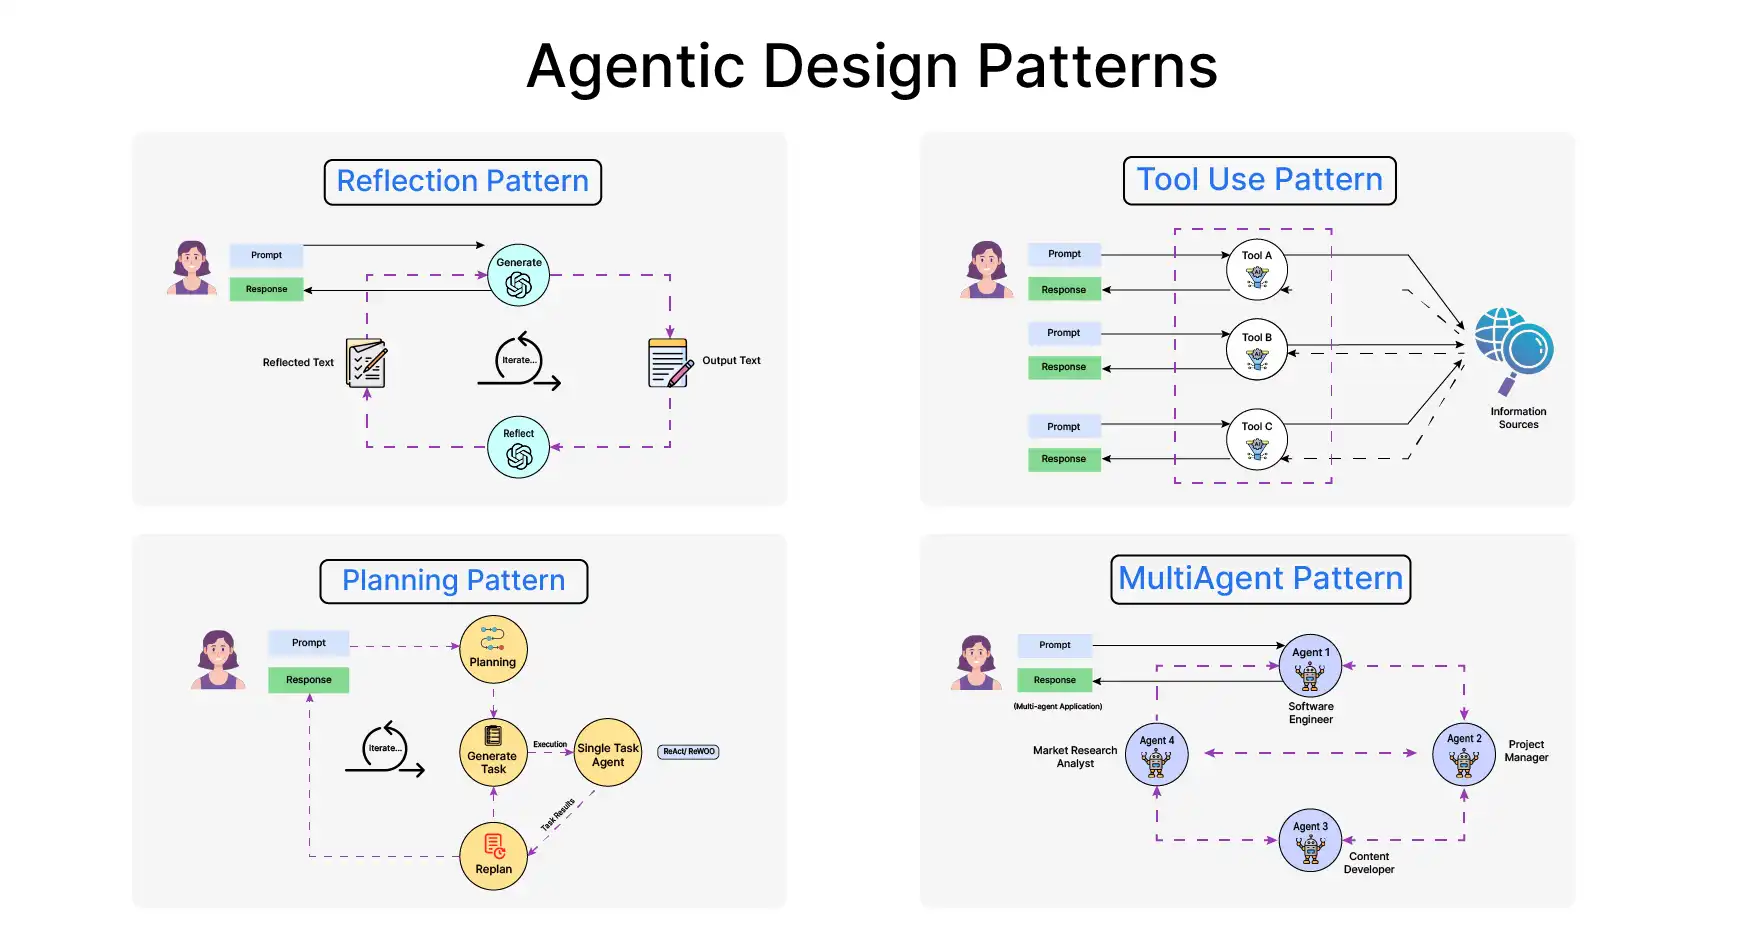 Agentic Design Patterns
Reflection Pattern
Prompt
Response
Generate
Reflected Text
Iterate...
Output Text
Reflect
Tool Use Pattern
Prompt
Response
Tool A
AI
Prompt
Response
Tool B
AI
Prompt
Response
Tool C
AI
Information
Sources
Planning Pattern
Prompt
Response
Planning
Iterate...
Generate
Task
Execution
Single Task
Agent
ReAct/ ReWOO
Task Results
Replan
MultiAgent Pattern
Prompt
Response
(Multi-agent Application)
Agent 1
Software
Engineer
Market Research
Analyst
Agent 4
Agent 2
Project
Manager
Agent 3
Content
Developer